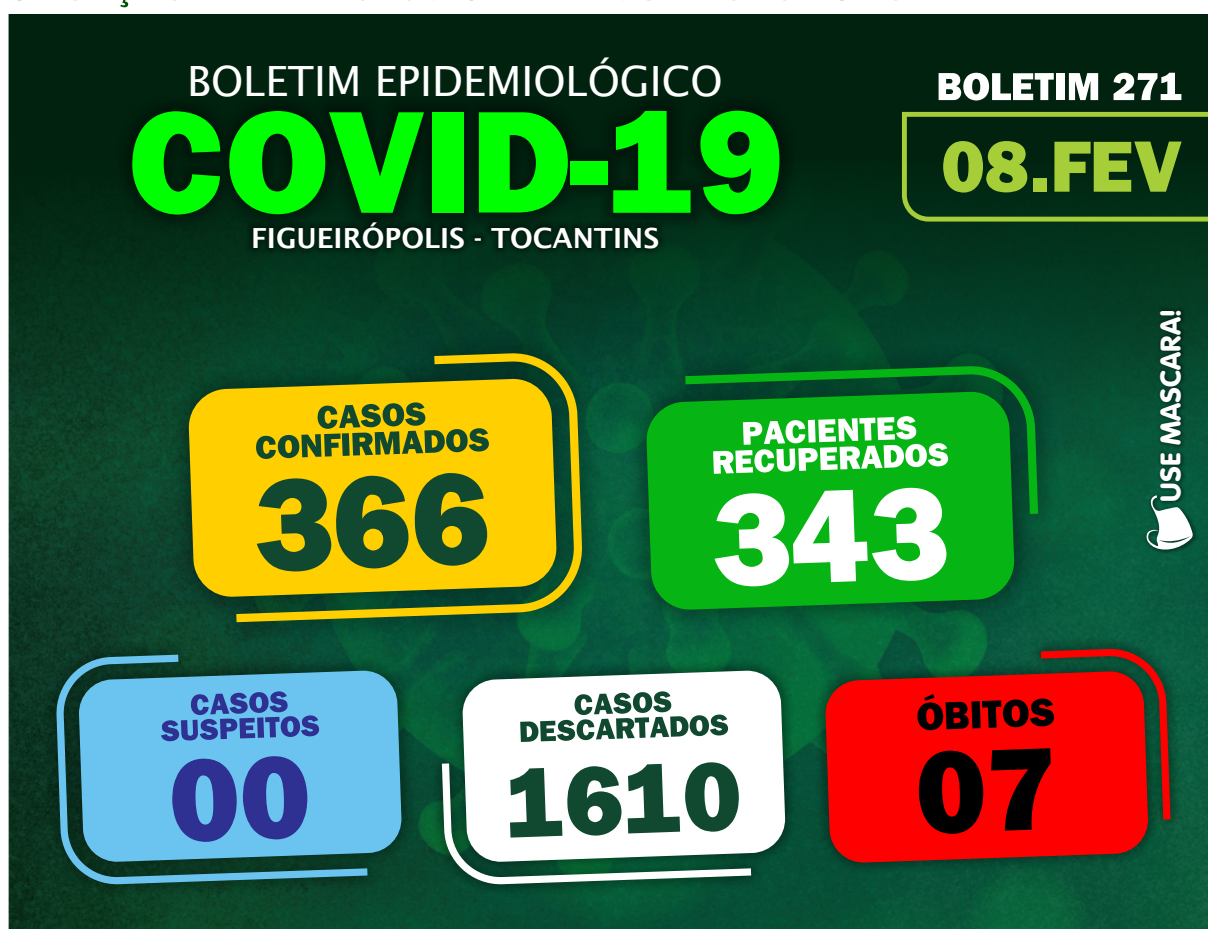 BOLETIM EPIDEMIOLÓGICO
COVID-19
FIGUEIRÓPOLIS - TOCANTINS
BOLETIM 271
08.FEV
USE MASCARA!
CASOS
CONFIRMADOS
366
PACIENTES
RECUPERADOS
343
CASOS
SUSPEITOS
00
CASOS
DESCARTADOS
1610
ÓBITOS
07